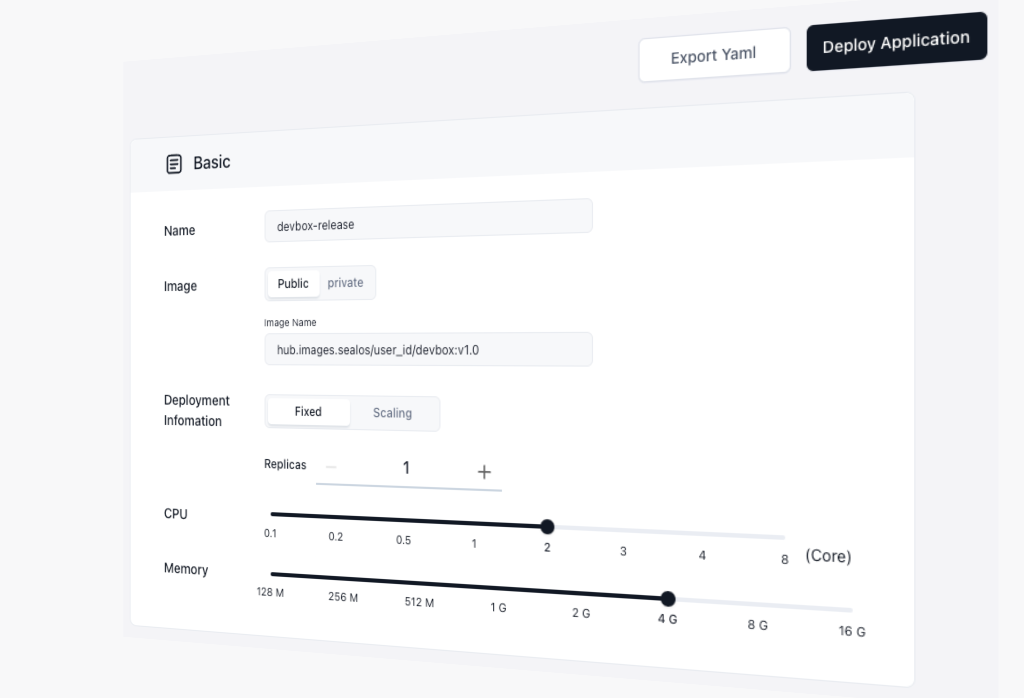 Export Yaml
Deploy Application
Basic
Name
devbox-release
Image
Public
private
Image Name
hub.images.sealos/user_id/devbox:v1.0
Deployment
Infomation
Fixed
Scaling
Replicas
1
CPU
0.1
0.2
0.5
1
2
3
4
8
(Core)
Memory
128 M
256 M
512 M
1 G
2 G
4 G
8 G
16 G